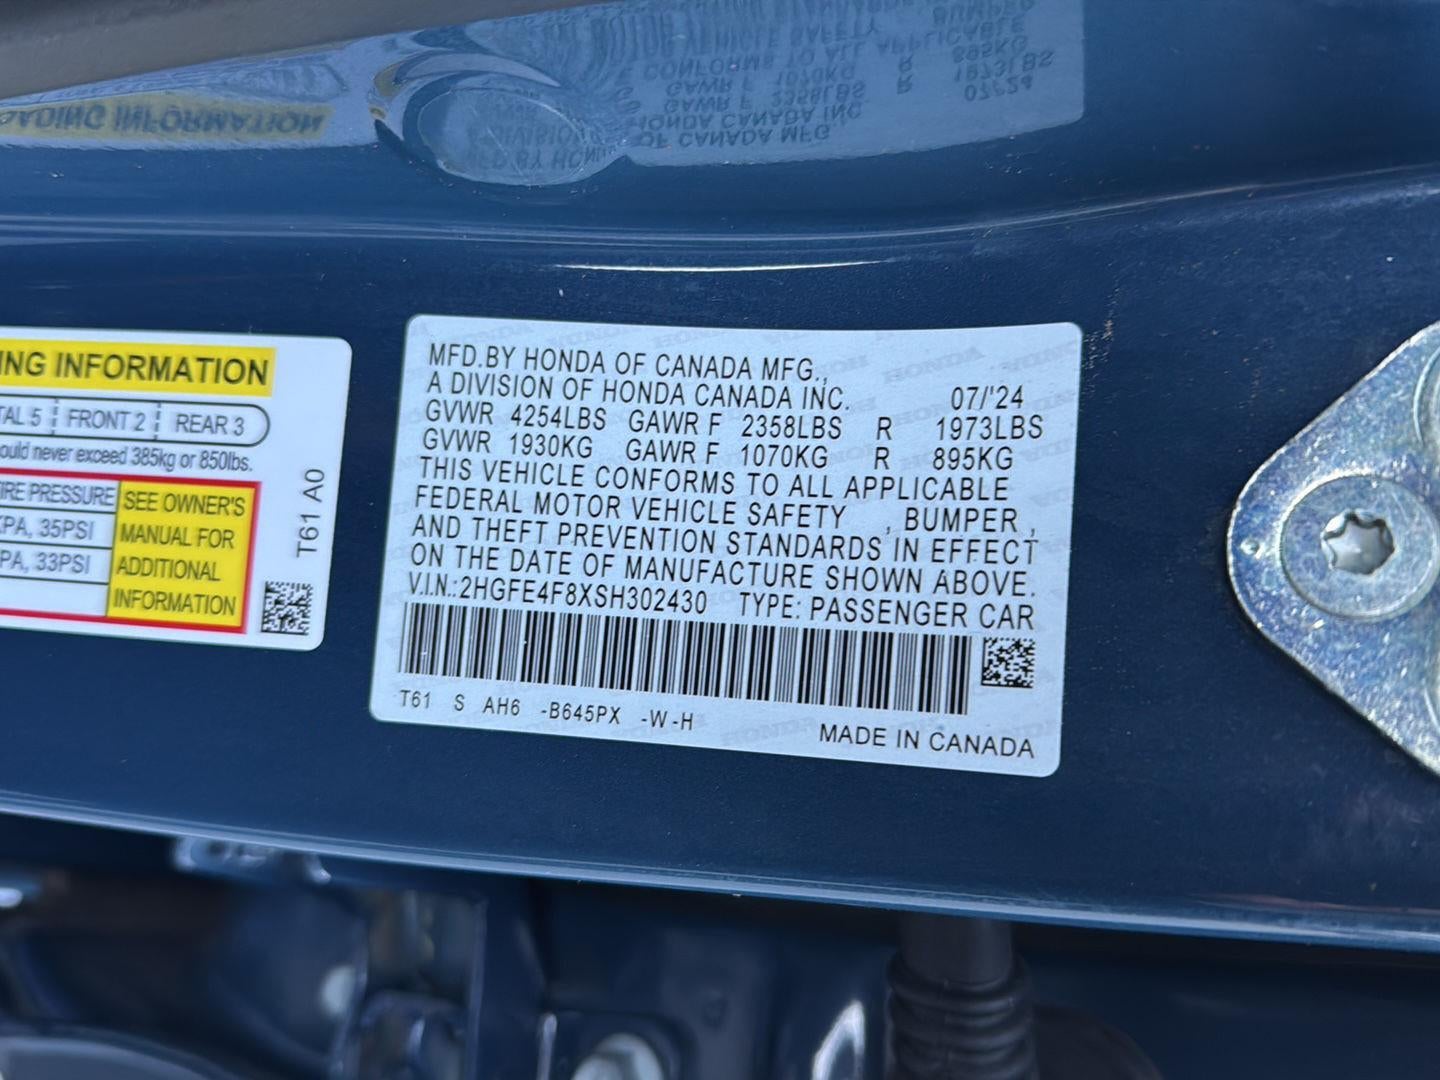 NG INFORMATION
TAL 5 FRONT 2 REAR 3
ould never exceed 385kg or 850lbs.
IRE PRESSURE
KPA, 35PSI
PA, 33PSI
SEE OWNER'S
MANUAL FOR
ADDITIONAL
INFORMATION
T61 A0
MFD.BY HONDA OF CANADA MFG.,
A DIVISION OF HONDA CANADA INC. 07/'24
GVWR 4254LBS GAWR F 2358LBS R 1973LBS
GVWR 1930KG GAWR F 1070KG R 895KG
THIS VEHICLE CONFORMS TO ALL APPLICABLE
FEDERAL MOTOR VEHICLE SAFETY , BUMPER ,
AND THEFT PREVENTION STANDARDS IN EFFECT
ON THE DATE OF MANUFACTURE SHOWN ABOVE.
V.I.N.:2HGFE4F8XSH302430 TYPE: PASSENGER CAR
T61 S AH6 -B645PX -W-H
MADE IN CANADA